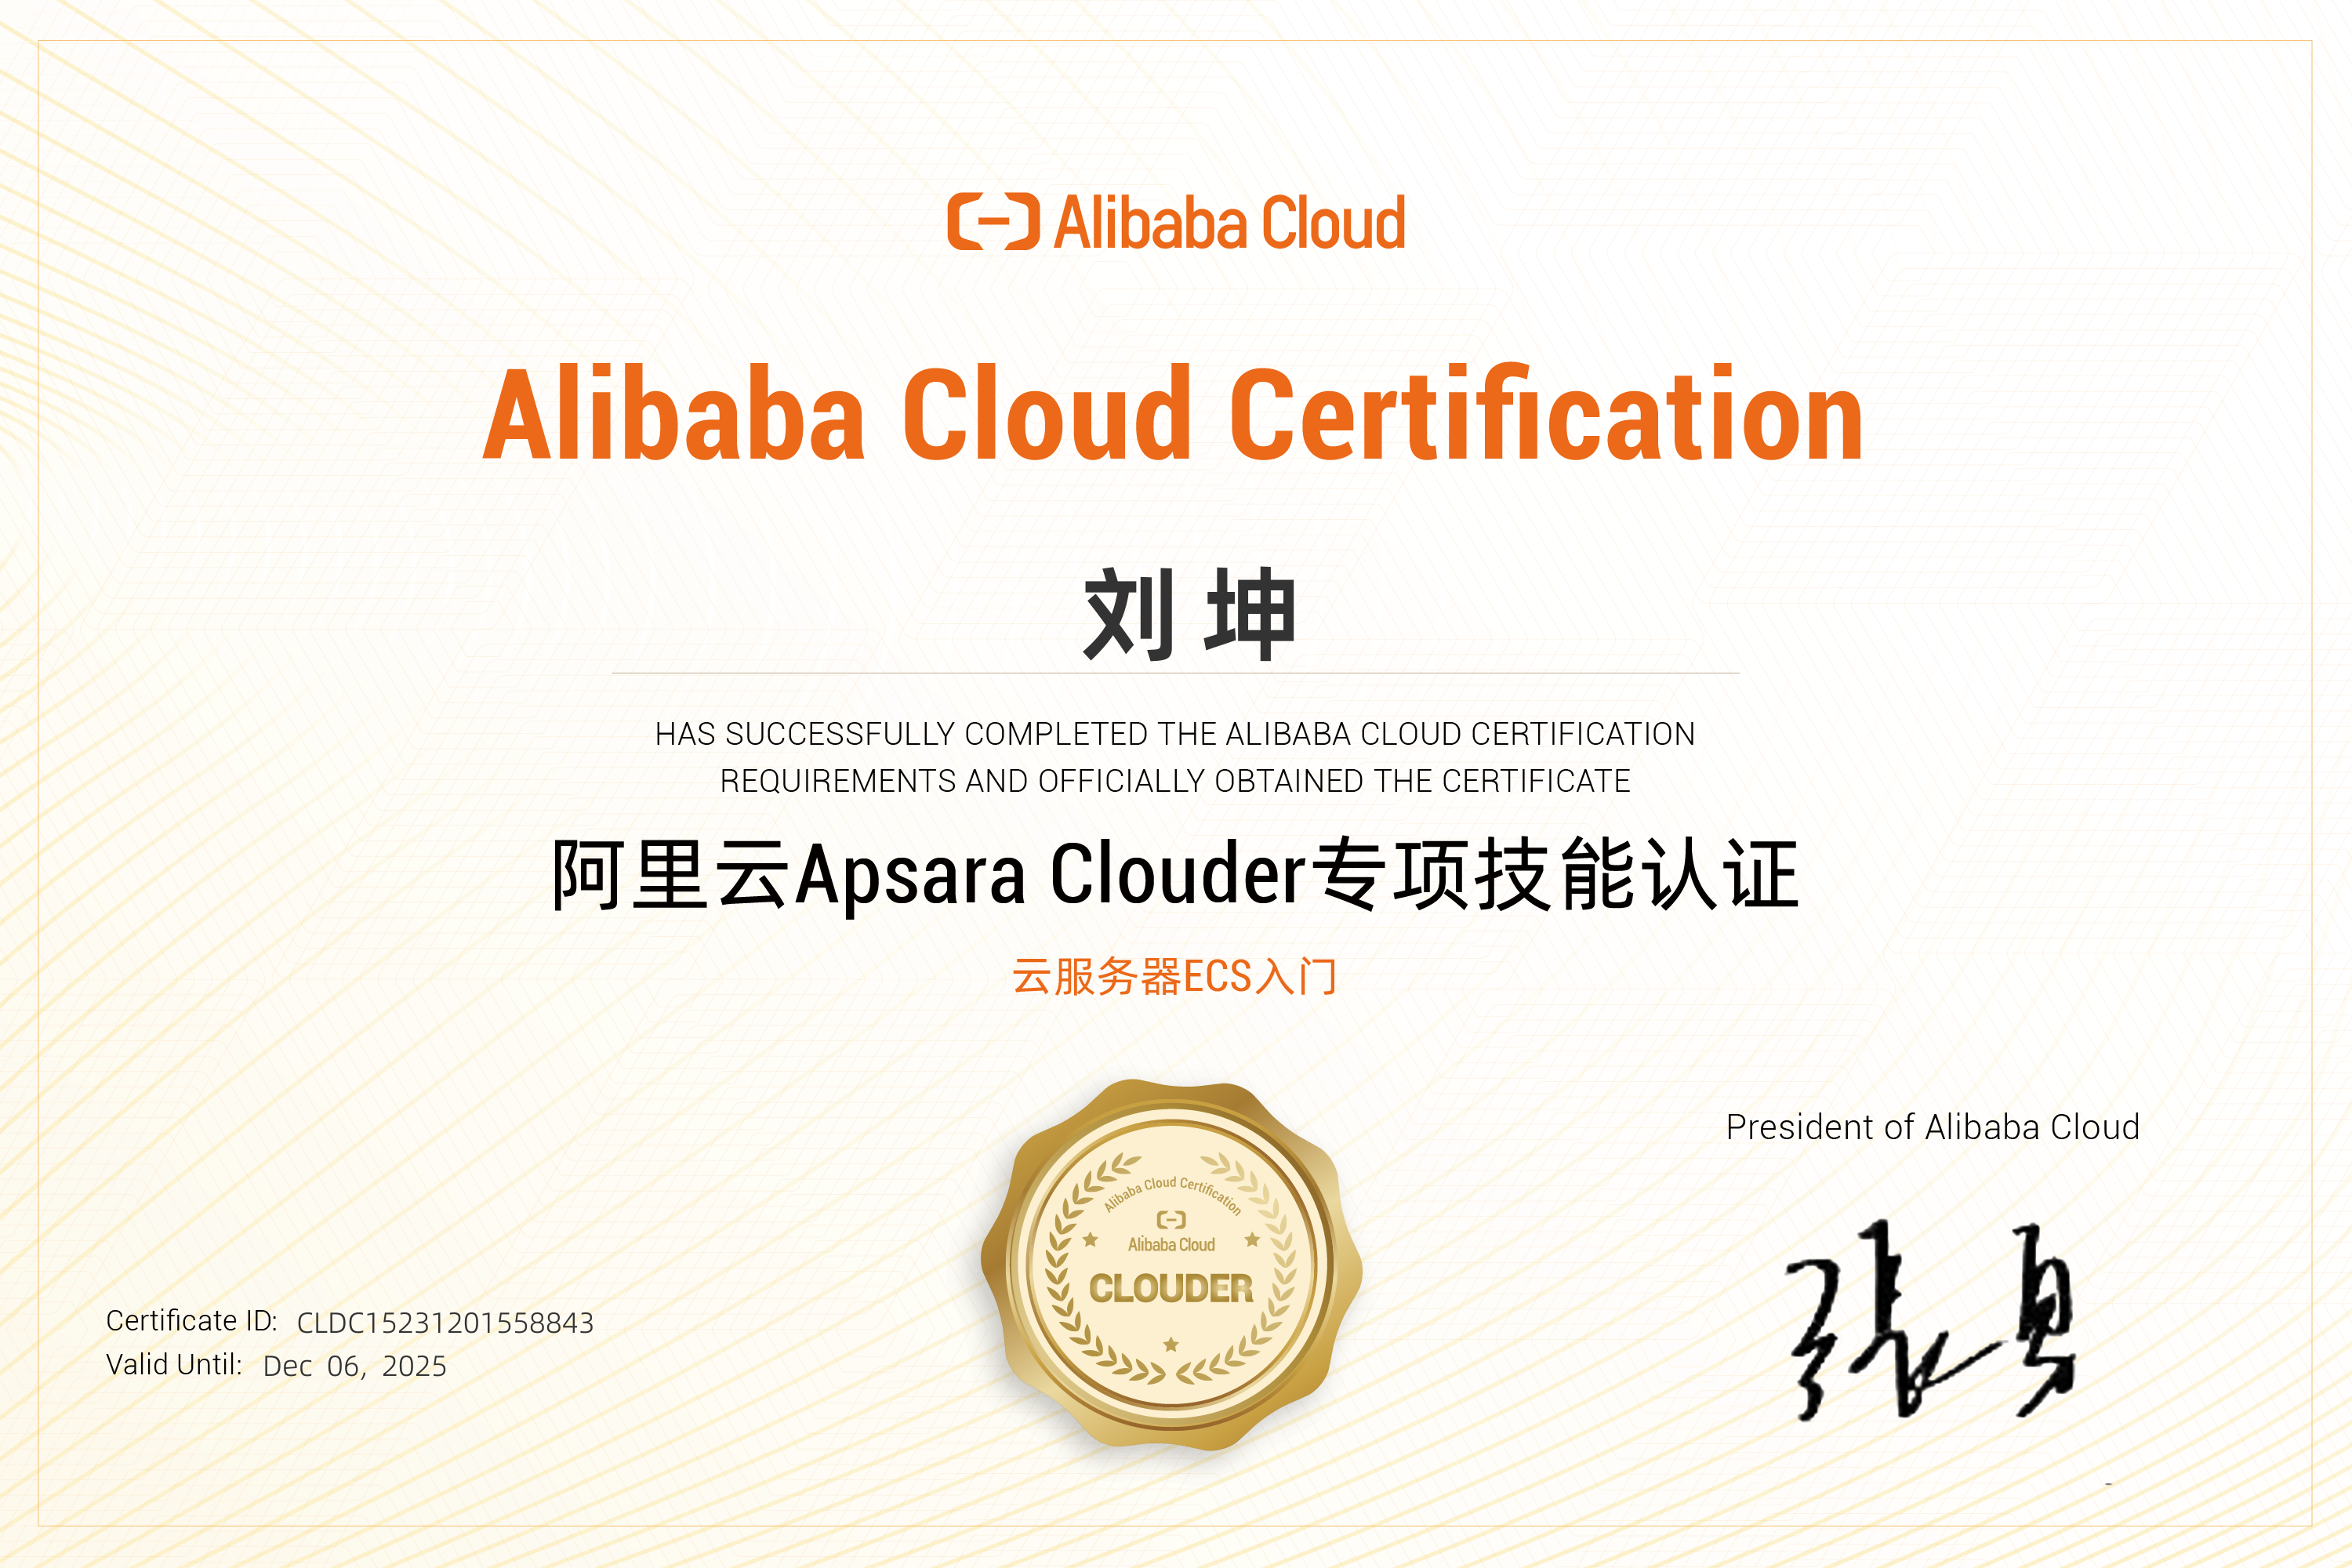 Alibaba Cloud
Alibaba Cloud Certification
刘 坤
HAS SUCCESSFULLY COMPLETED THE ALIBABA CLOUD CERTIFICATION
REQUIREMENTS AND OFFICIALLY OBTAINED THE CERTIFICATE
阿里云Apsara Clouder专项技能认证
云服务器ECS入门
President of Alibaba Cloud
Alibaba Cloud Certification
Alibaba Cloud
CLOUDER
Certificate ID: CLDC15231201558843
Valid Until: Dec 06, 2025